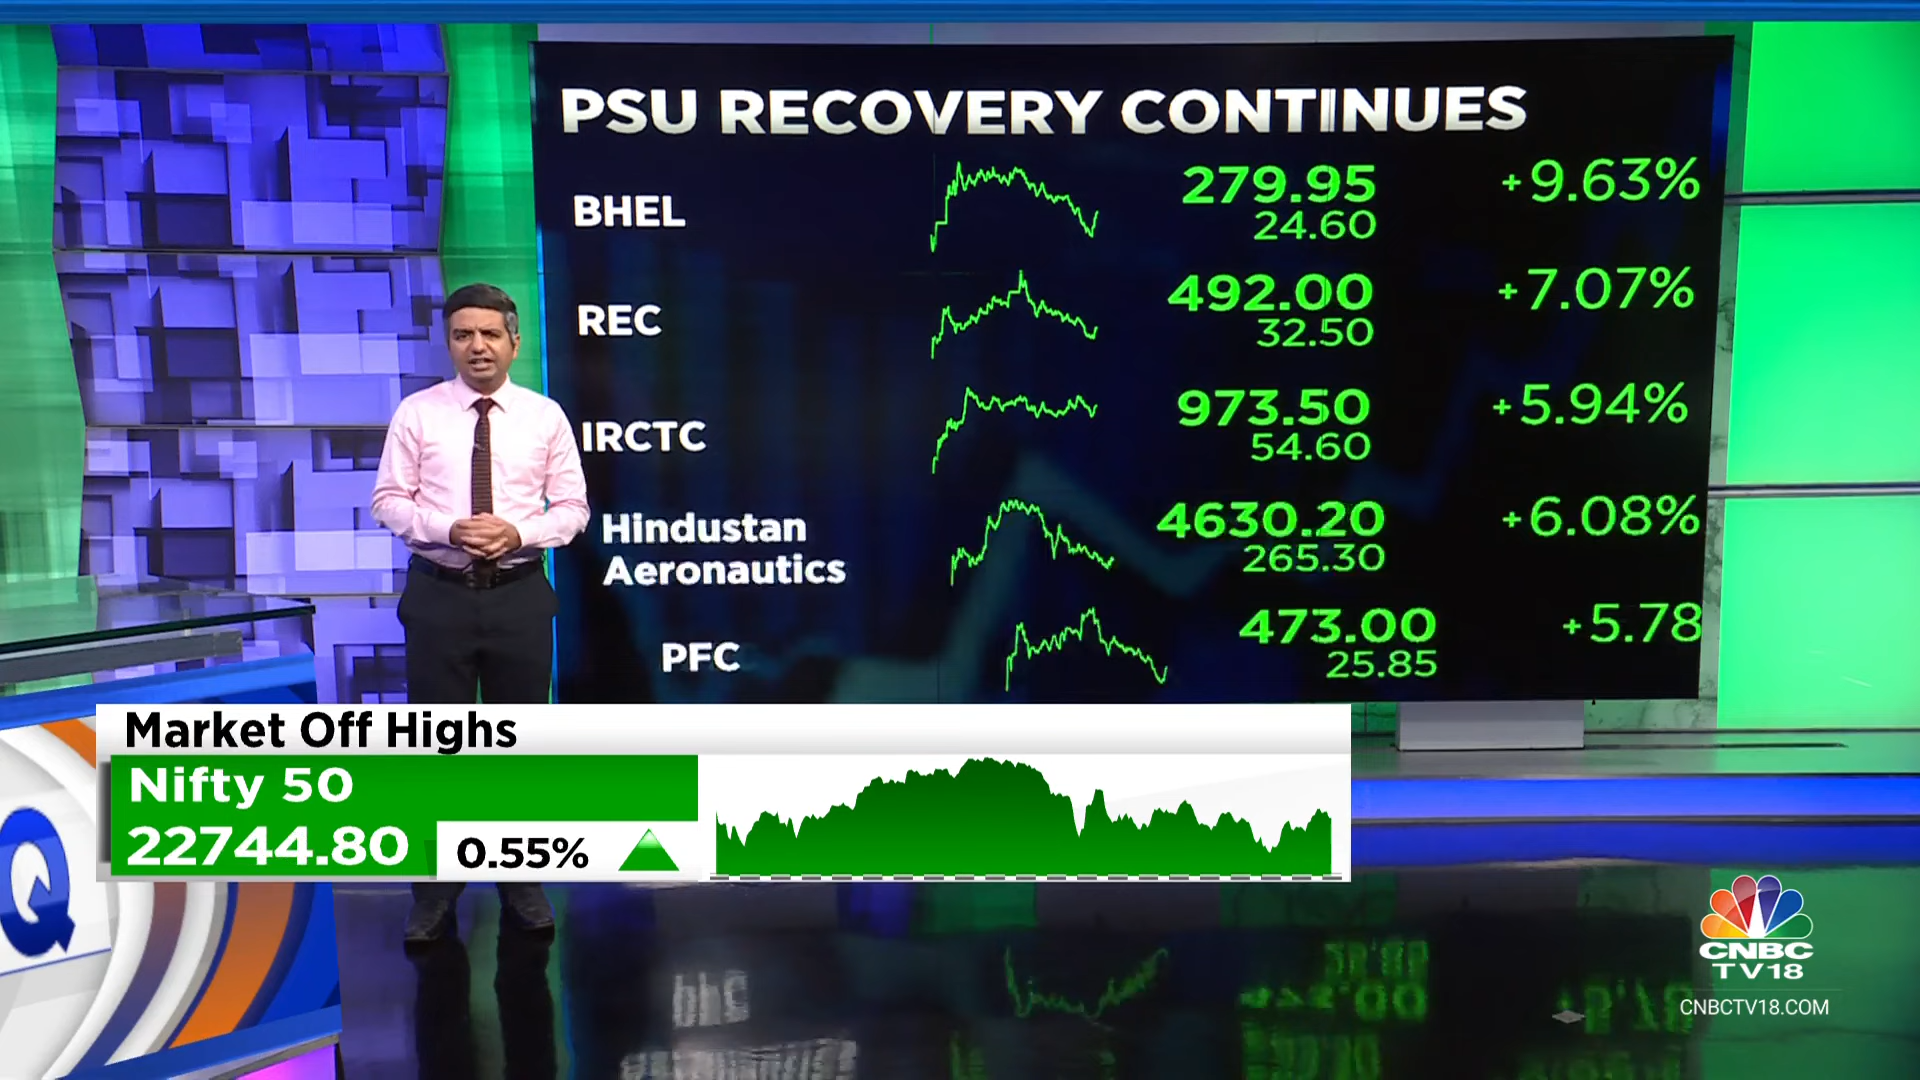 PSU RECOVERY CONTINUES
BHEL 279.95 +9.63%
24.60
REC 492.00 +7.07%
32.50
IRCTC 973.50 +5.94%
54.60
Hindustan Aeronautics 4630.20 +6.08%
265.30
PFC 473.00 +5.78
25.85
Market Off Highs
Nifty 50
22744.80 0.55%
Q
CNBC
TV18
CNBCTV18.COM